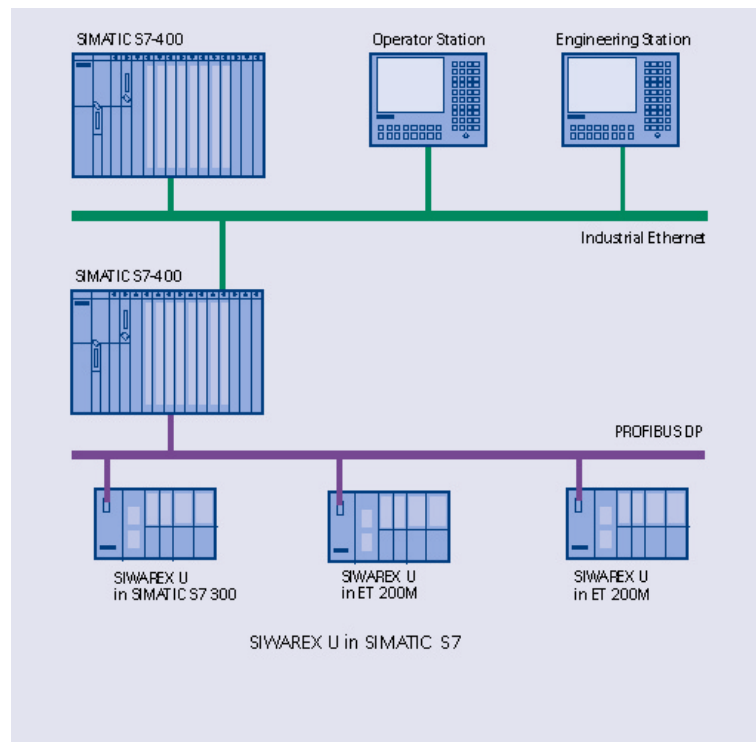 SIMATIC S7-400
Operator Station
Engineering Station
Industrial Ethernet
SIMATIC S7-400
PROFIBUS DP
SIWAREX U
in SIMATIC S7 300
SIWAREX U
in ET 200M
SIWAREX U
in ET 200M
SIWAREX U in SIMATIC S7